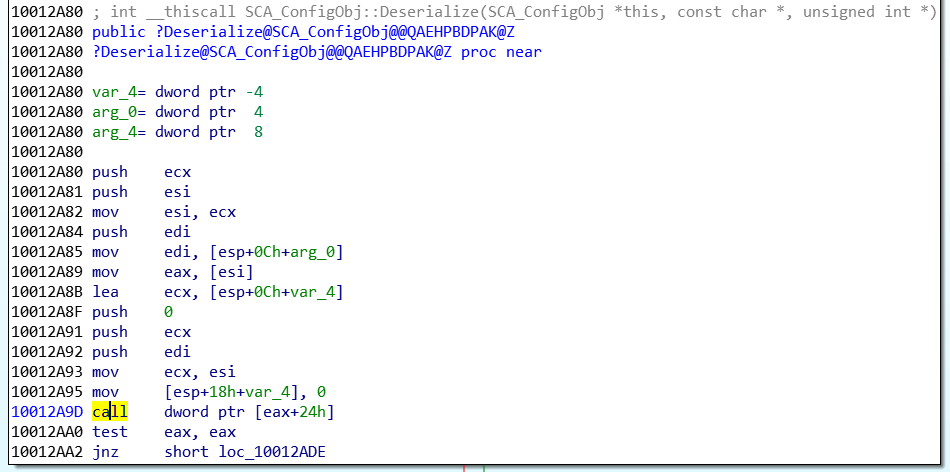 10012A80 ; int __thiscall SCA_ConfigObj::Deserialize(SCA_ConfigObj *this, const char *, unsigned int *)
10012A80 public ?Deserialize@SCA_ConfigObj@@QAEHPBDPAK@Z
10012A80 ?Deserialize@SCA_ConfigObj@@QAEHPBDPAK@Z proc near
10012A80
10012A80 var_4= dword ptr -4
10012A80 arg_0= dword ptr  4
10012A80 arg_4= dword ptr  8
10012A80
10012A80 push    ecx
10012A81 push    esi
10012A82 mov     esi, ecx
10012A84 push    edi
10012A85 mov     edi, [esp+0Ch+arg_0]
10012A89 mov     eax, [esi]
10012A8B lea     ecx, [esp+0Ch+var_4]
10012A8F push    0
10012A91 push    ecx
10012A92 push    edi
10012A93 mov     ecx, esi
10012A95 mov     [esp+18h+var_4], 0
10012A9D call    dword ptr [eax+24h]
10012AA0 test    eax, eax
10012AA2 jnz     short loc_10012ADE